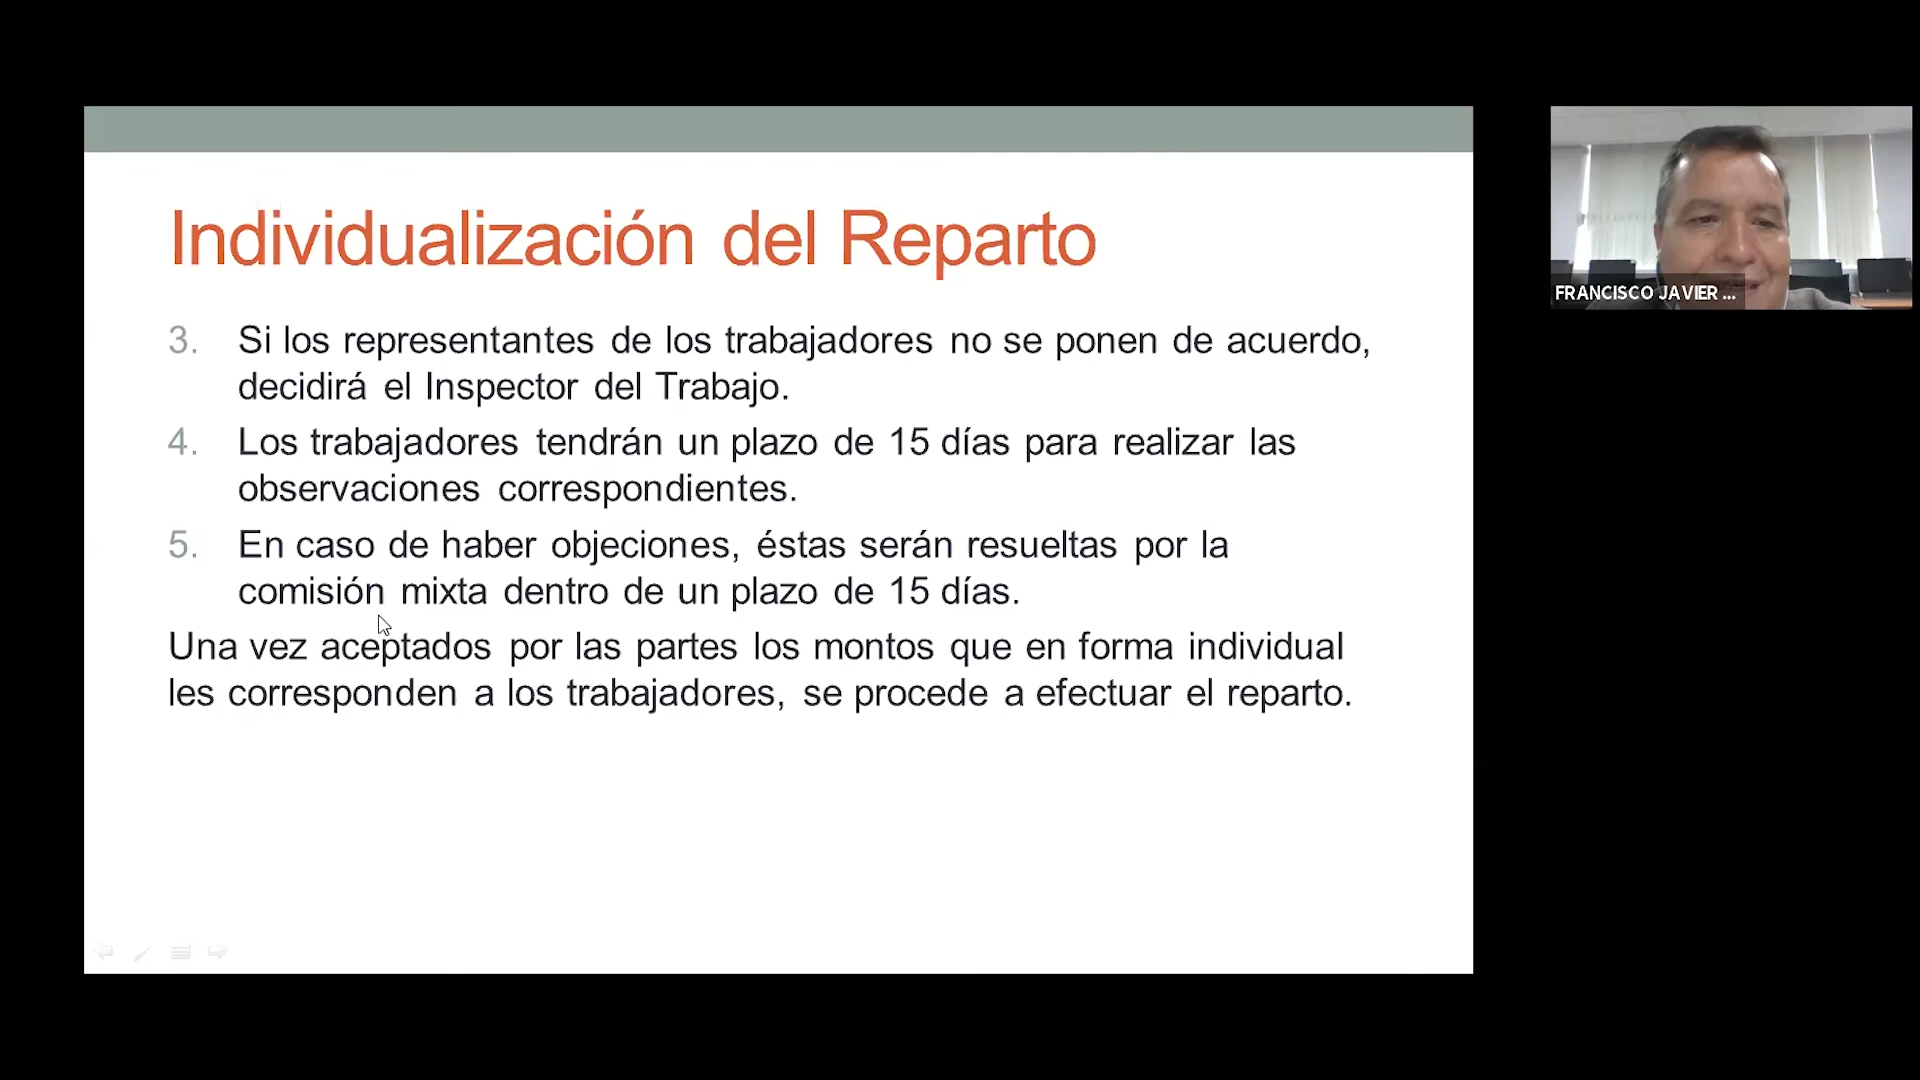 Individualización del Reparto
3. Si los representantes de los trabajadores no se ponen de acuerdo,
decidirá el Inspector del Trabajo.
4. Los trabajadores tendrán un plazo de 15 días para realizar las
observaciones correspondientes.
5. En caso de haber objeciones, éstas serán resueltas por la
comisión mixta dentro de un plazo de 15 días.
Una vez aceptados por las partes los montos que en forma individual
les corresponden a los trabajadores, se procede a efectuar el reparto.
FRANCISCO JAVIER ...